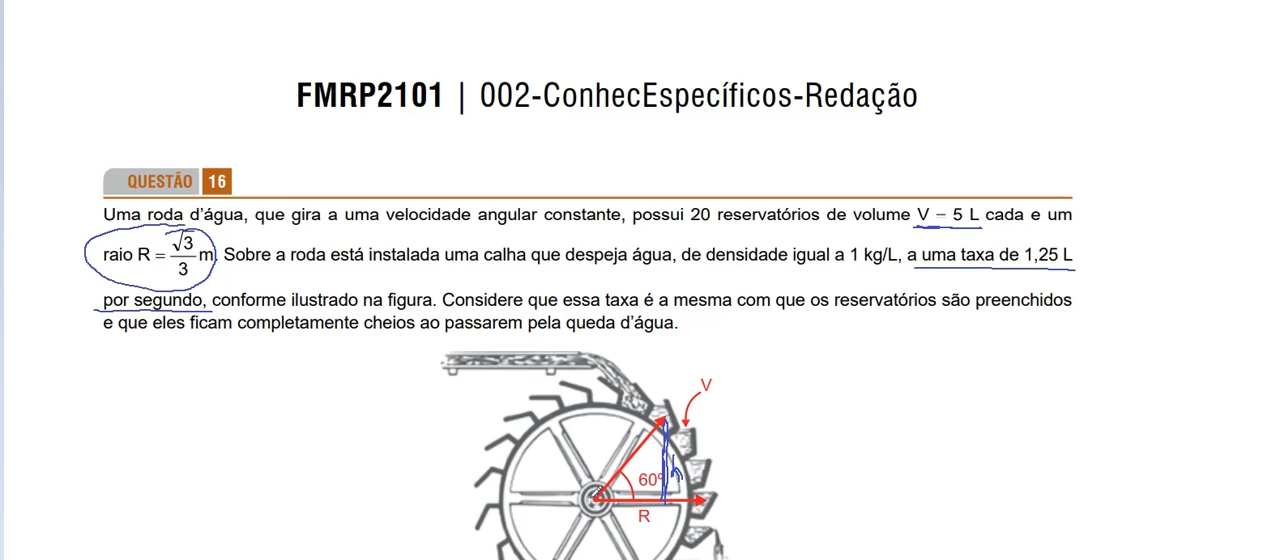 FMRP2101 | 002-ConhecEspecíficos-Redação
QUESTÃO 16
Uma roda d'água, que gira a uma velocidade angular constante, possui 20 reservatórios de volume V = 5 L cada e um
raio R = √3/3 m. Sobre a roda está instalada uma calha que despeja água, de densidade igual a 1 kg/L, a uma taxa de 1,25 L
por segundo, conforme ilustrado na figura. Considere que essa taxa é a mesma com que os reservatórios são preenchidos
e que eles ficam completamente cheios ao passarem pela queda d'água.
V
60º
h
R